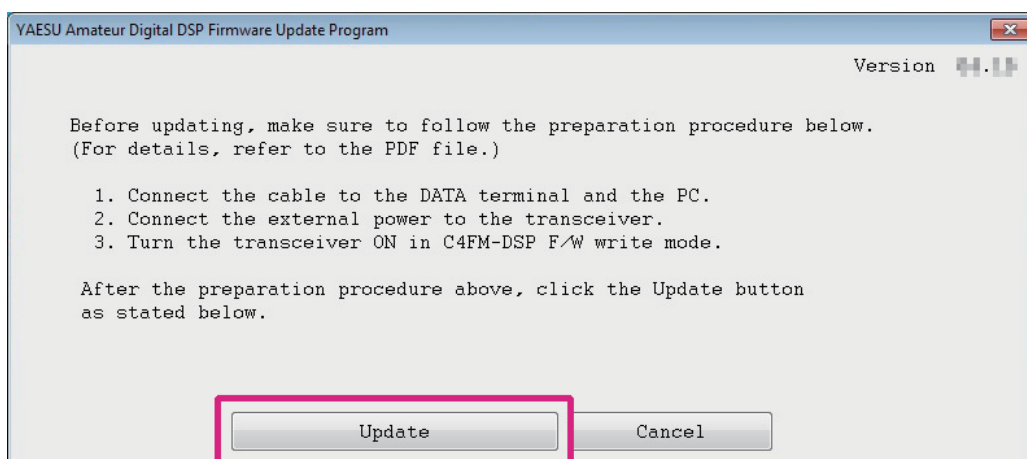 YAESU Amateur Digital DSP Firmware Update Program
Version
Before updating, make sure to follow the preparation procedure below.
(For details, refer to the PDF file.)
1. Connect the cable to the DATA terminal and the PC.
2. Connect the external power to the transceiver.
3. Turn the transceiver ON in C4FM-DSP F/W write mode.
After the preparation procedure above, click the Update button
as stated below.
Update
Cancel